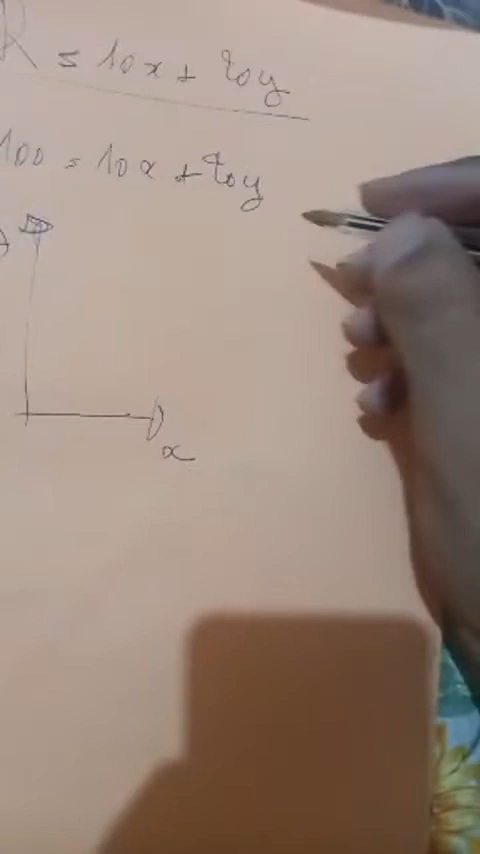 R = 10x + 20y
100 = 10x + 20y
x